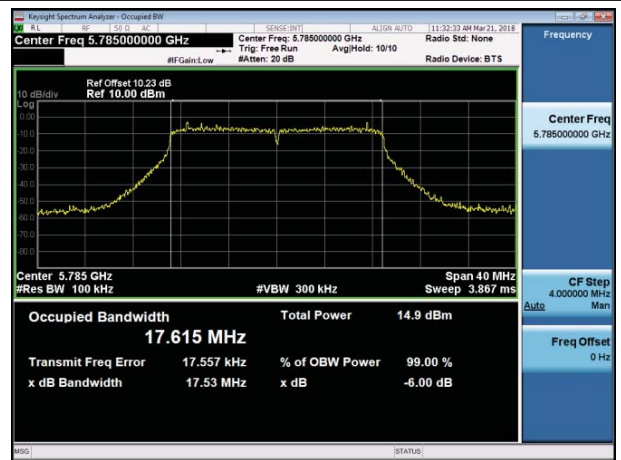 Keysight Spectrum Analyzer - Occupied BW
RL RF 50 Ω AC SENSE:INT ALIGN AUTO 11:32:33 AM Mar 21, 2018
Center Freq 5.785000000 GHz
Center Freq: 5.785000000 GHz
Radio Std: None
Trig: Free Run Avg|Hold: 10/10
#IFGain:Low #Atten: 20 dB Radio Device: BTS
Ref Offset 10.23 dB
10 dB/div Ref 10.00 dBm
Log
0.00
-10.0
-20.0
-30.0
-40.0
-50.0
-60.0
-70.0
-80.0
Center 5.785 GHz Span 40 MHz
#Res BW 100 kHz #VBW 300 kHz Sweep 3.867 ms
Occupied Bandwidth Total Power 14.9 dBm
17.615 MHz
Transmit Freq Error 17.557 kHz % of OBW Power 99.00 %
x dB Bandwidth 17.53 MHz x dB -6.00 dB
MSG STATUS
Frequency
Center Freq
5.785000000 GHz
CF Step
4.000000 MHz
Auto Man
Freq Offset
0 Hz